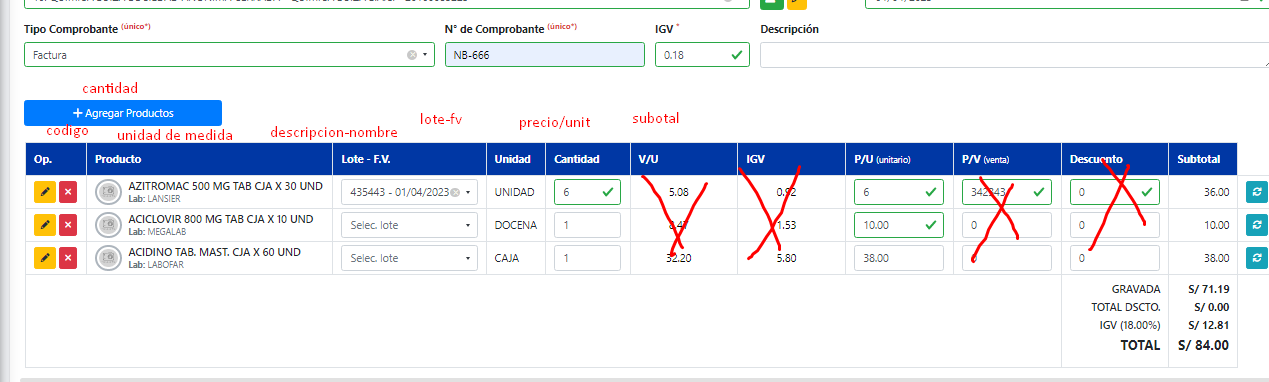 Tipo Comprobante (único*) N° de Comprobante (único*) IGV * Descripción
Factura NB-666 0.18
cantidad
+ Agregar Productos
codigo unidad de medida descripcion-nombre lote-fv precio/unit subotal
Op. Producto Lote - F.V. Unidad Cantidad V/U IGV P/U (unitario) P/V (venta) Descuento Subtotal
AZITROMAC 500 MG TAB CJA X 30 UND 435443 - 01/04/2023 UNIDAD 6 5.08 0.92 6 342343 0 36.00
Lab: LANSIER
ACICLOVIR 800 MG TAB CJA X 10 UND Selec. lote DOCENA 1 8.47 1.53 10.00 0 0 10.00
Lab: MEGALAB
ACIDINO TAB. MAST. CJA X 60 UND Selec. lote CAJA 1 32.20 5.80 38.00 0 0 38.00
Lab: LABOFAR
GRAVADA S/ 71.19
TOTAL DSCTO. S/ 0.00
IGV (18.00%) S/ 12.81
TOTAL S/ 84.00